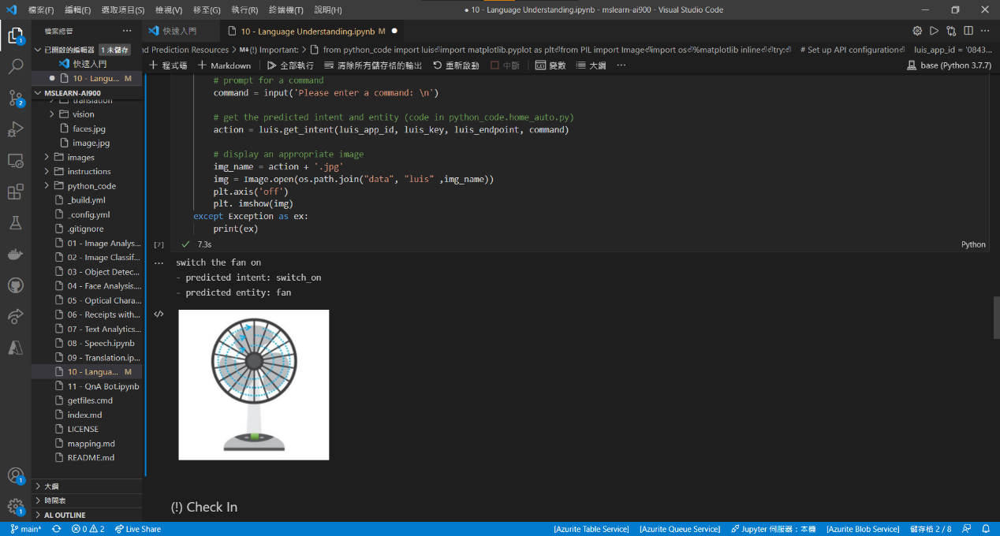 檔案(F) 編輯(E) 選取項目(S) 檢視(V) 移至(G) 執行(R) 終端機(T) 說明(H)
● 10 - Language Understanding.ipynb - mslearn-ai900 - Visual Studio Code
檔案總管 ···
快速入門
10 - Language Understanding.ipynb M ●
已開啟的編輯器 1 未儲存
nd Prediction Resources > M↓(!) Important: > from python_code import luis⏎import matplotlib.pyplot as plt⏎from PIL import Image⏎import os⏎%matplotlib inline⏎⏎try:⏎ # Set up API configuration⏎ luis_app_id = '0843...
快速入門
+ 程式碼 + Markdown 全部執行 清除所有儲存格的輸出 重新啟動 中斷 變數 大綱 ··· base (Python 3.7.7)
● 10 - Langu... M
MSLEARN-AI900
translation
vision
faces.jpg
image.jpg
images
instructions
python_code
_build.yml
_config.yml
.gitignore
01 - Image Analys...
02 - Image Classif...
03 - Object Detec...
04 - Face Analysis....
05 - Optical Chara...
06 - Receipts with...
07 - Text Analytics...
08 - Speech.ipynb
09 - Translation.ip...
10 - Langua... M
11 - QnA Bot.ipynb
getfiles.cmd
index.md
LICENSE
mapping.md
README.md
大綱
時間表
AL OUTLINE
# prompt for a command
command = input('Please enter a command: \n')
# get the predicted intent and entity (code in python_code.home_auto.py)
action = luis.get_intent(luis_app_id, luis_key, luis_endpoint, command)
# display an appropriate image
img_name = action + '.jpg'
img = Image.open(os.path.join("data", "luis" ,img_name))
plt.axis('off')
plt. imshow(img)
except Exception as ex:
print(ex)
[7] ✓ 7.3s Python
··· switch the fan on
- predicted intent: switch_on
- predicted entity: fan
(!) Check In
1
2
1
1
main* 0 2 Live Share [Azurite Table Service] [Azurite Queue Service] Jupyter 伺服器：本機 [Azurite Blob Service] 儲存格 2 / 8